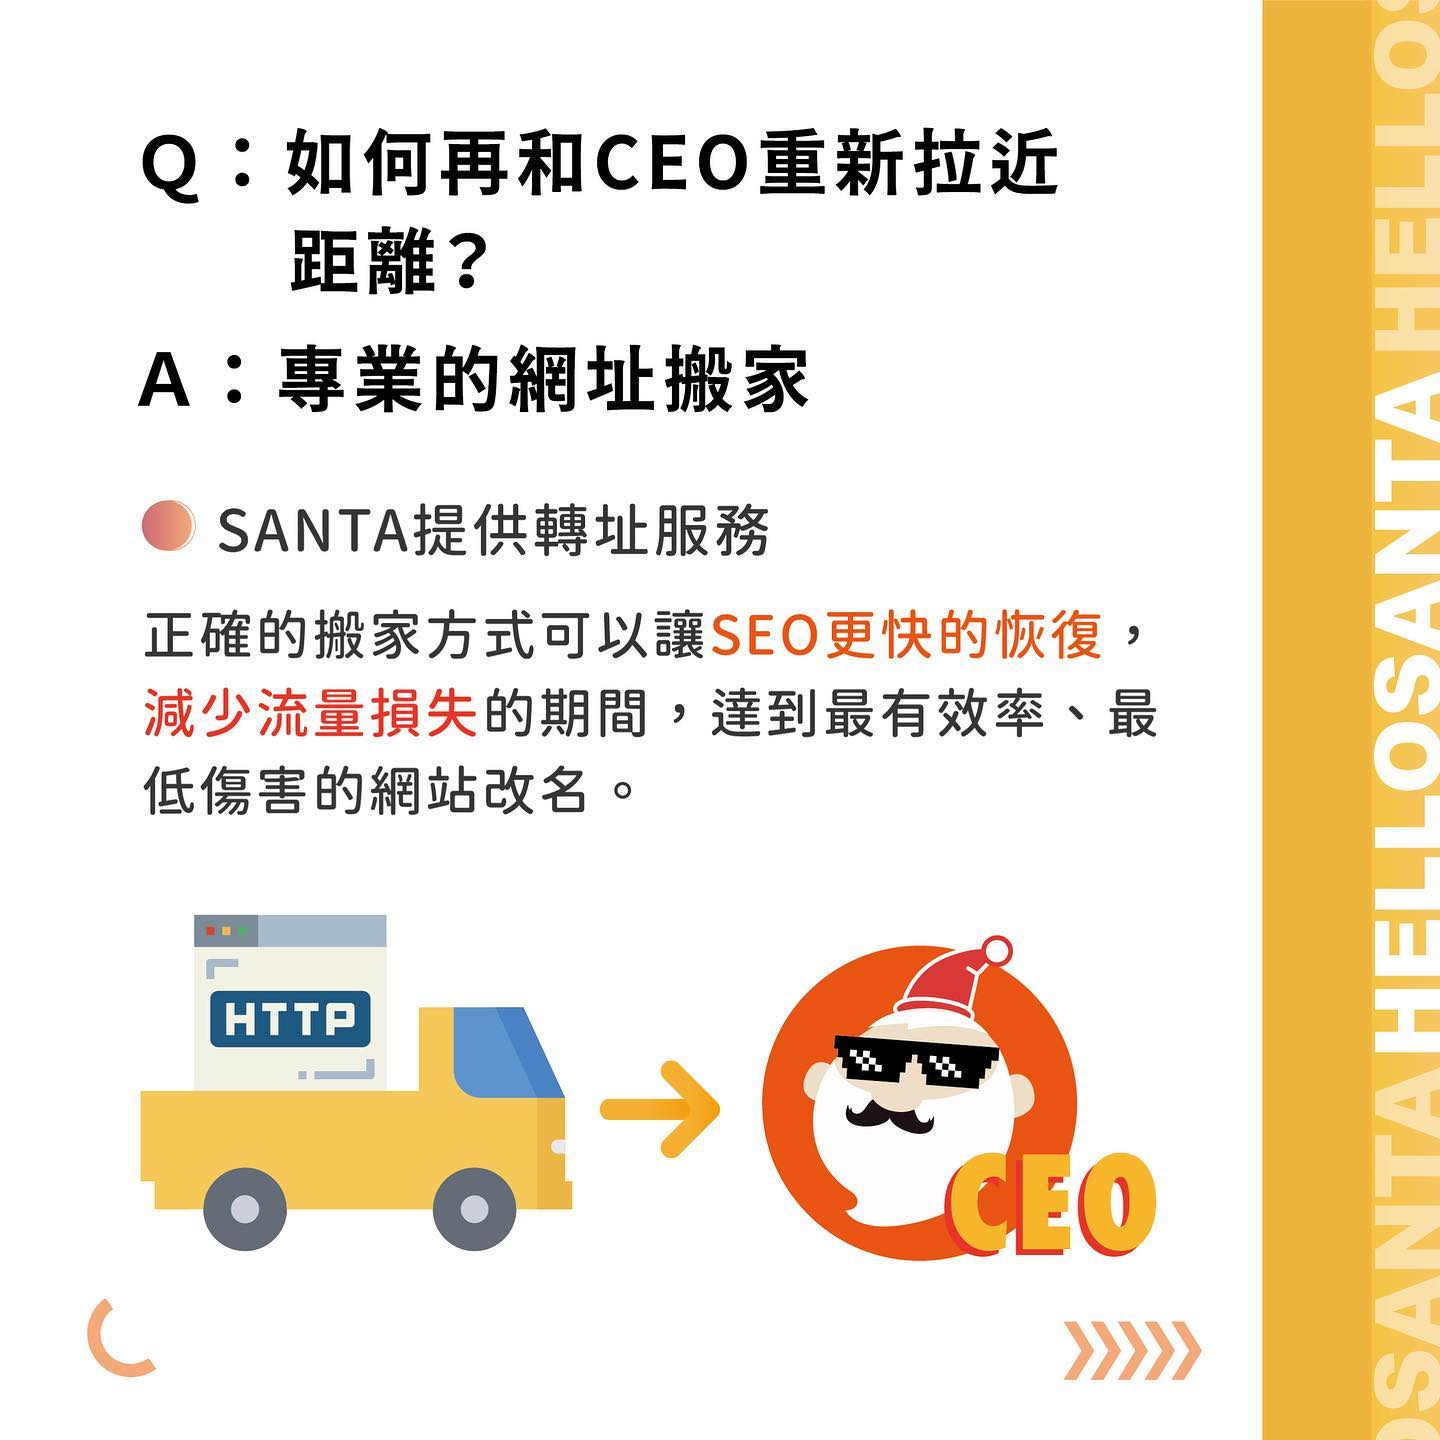 Q：如何再和CEO重新拉近
距離？
A：專業的網址搬家
SANTA提供轉址服務
正確的搬家方式可以讓SEO更快的恢復，
減少流量損失的期間，達到最有效率、最
低傷害的網站改名。
HTTP
CEO
OSANTA HELLOSANTA HELLOS